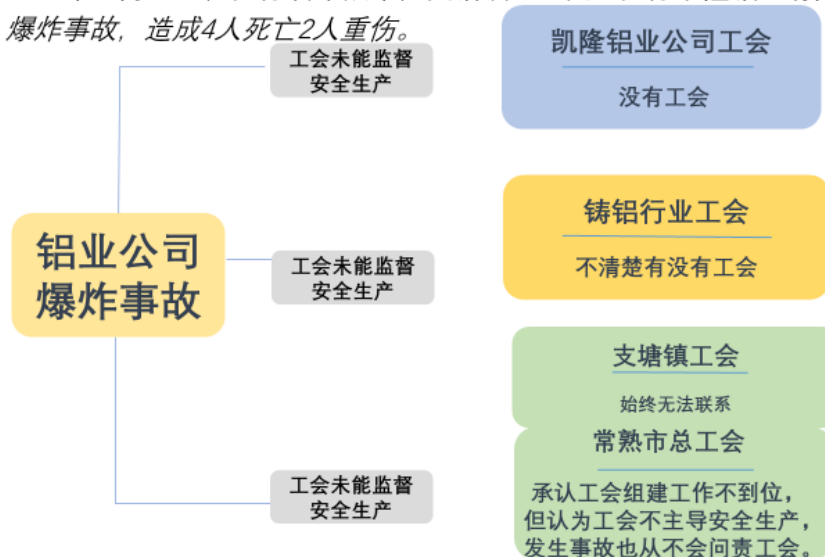 爆炸事故，造成4人死亡2人重伤。
工会未能监督
安全生产
凯隆铝业公司工会
没有工会
铸铝行业工会
不清楚有没有工会
铝业公司
爆炸事故
工会未能监督
安全生产
支塘镇工会
始终无法联系
常熟市总工会
工会未能监督
安全生产
承认工会组建工作不到位，
但认为工会不主导安全生产，
发生事故也从不会问责工会。